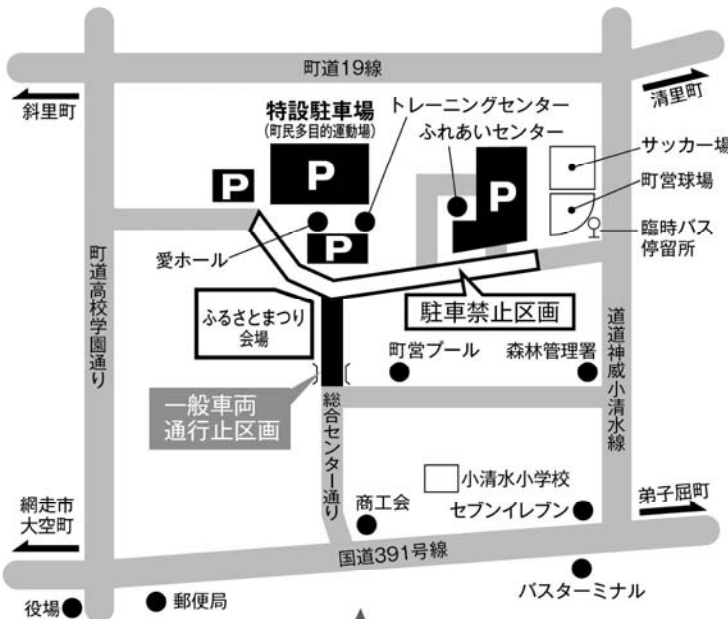 町道19線
斜里町
清里町
特設駐車場
(町民多目的運動場)
トレーニングセンター
ふれあいセンター
サッカー場
町営球場
臨時バス
停留所
P
P
P
P
愛ホール
町道高校学園通り
ふるさとまつり
会場
駐車禁止区画
道道神威小清水線
町営プール
森林管理署
一般車両
通行止区画
総合センター通り
小清水小学校
セブンイレブン
商工会
弟子屈町
網走市
大空町
国道391号線
バスターミナル
役場
郵便局